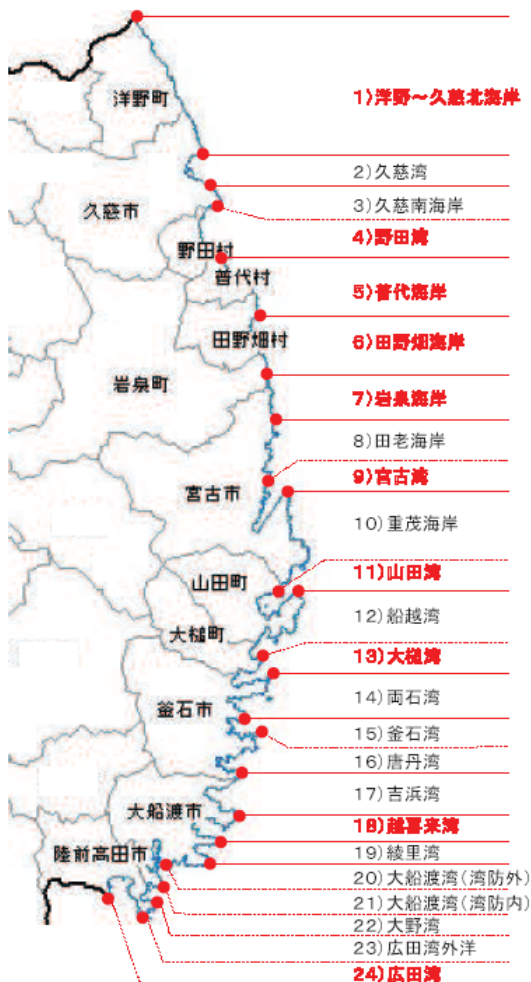 洋野町
1)洋野～久慈北海岸
2)久慈湾
久慈市
3)久慈南海岸
4)野田湾
野田村
普代村
5)普代海岸
田野畑村
6)田野畑海岸
岩泉町
7)岩泉海岸
8)田老海岸
宮古市
9)宮古湾
10)重茂海岸
山田町
11)山田湾
12)船越湾
大槌町
13)大槌湾
14)両石湾
釜石市
15)釜石湾
16)唐丹湾
17)吉浜湾
大船渡市
18)越喜来湾
19)綾里湾
陸前高田市
20)大船渡湾(湾防外)
21)大船渡湾(湾防内)
22)大野湾
23)広田湾外洋
24)広田湾